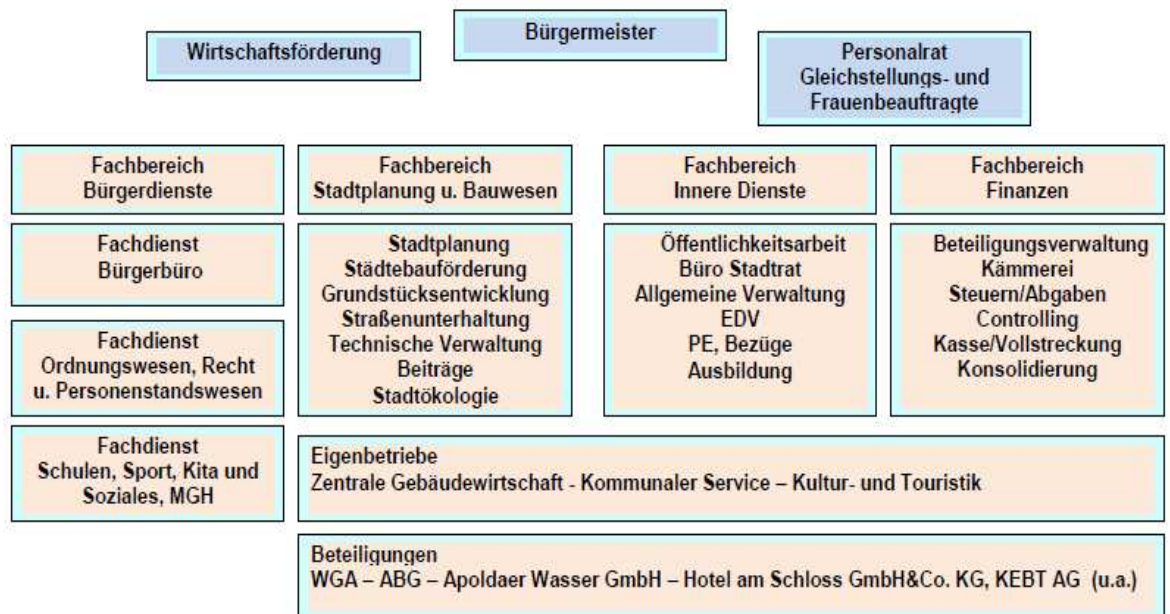 Bürgermeister
Wirtschaftsförderung
Personalrat
Gleichstellungs- und
Frauenbeauftragte
Fachbereich
Bürgerdienste
Fachbereich
Stadtplanung u. Bauwesen
Fachbereich
Innere Dienste
Fachbereich
Finanzen
Fachdienst
Bürgerbüro
Fachdienst
Ordnungswesen, Recht
u. Personenstandswesen
Fachdienst
Schulen, Sport, Kita und
Soziales, MGH
Stadtplanung
Städtebauförderung
Grundstücksentwicklung
Straßenunterhaltung
Technische Verwaltung
Beiträge
Stadtökologie
Öffentlichkeitsarbeit
Büro Stadtrat
Allgemeine Verwaltung
EDV
PE, Bezüge
Ausbildung
Beteiligungsverwaltung
Kämmerei
Steuern/Abgaben
Controlling
Kasse/Vollstreckung
Konsolidierung
Eigenbetriebe
Zentrale Gebäudewirtschaft - Kommunaler Service – Kultur- und Touristik
Beteiligungen
WGA – ABG – Apoldaer Wasser GmbH – Hotel am Schloss GmbH&Co. KG, KEBT AG (u.a.)